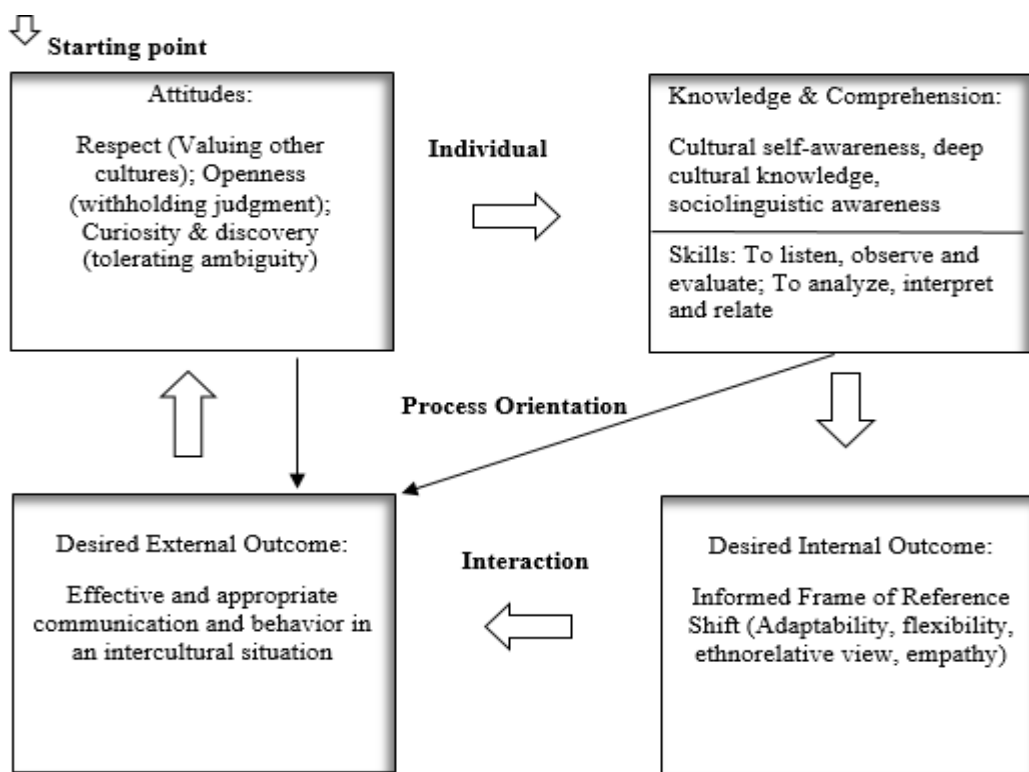 Starting point
Attitudes:
Respect (Valuing other
cultures); Openness
(withholding judgment);
Curiosity & discovery
(tolerating ambiguity)
Individual
Knowledge & Comprehension:
Cultural self-awareness, deep
cultural knowledge,
sociolinguistic awareness
Skills: To listen, observe and
evaluate; To analyze, interpret
and relate
Process Orientation
Desired External Outcome:
Effective and appropriate
communication and behavior in
an intercultural situation
Interaction
Desired Internal Outcome:
Informed Frame of Reference
Shift (Adaptability, flexibility,
ethnorelative view, empathy)